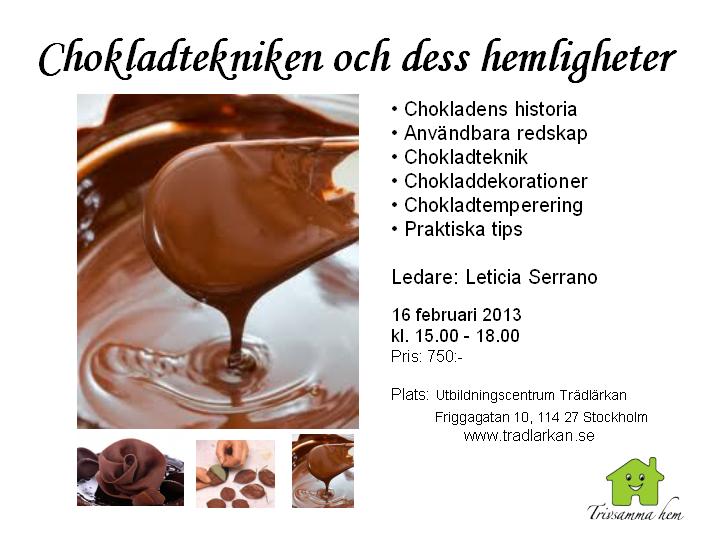 Chokladtekniken och dess hemligheter
• Chokladens historia
• Användbara redskap
• Chokladteknik
• Chokladdekorationer
• Chokladtemperering
• Praktiska tips
Ledare: Leticia Serrano
16 februari 2013
kl. 15.00 - 18.00
Pris: 750:-
Plats: Utbildningscentrum Trädlärkan
Friggagatan 10, 114 27 Stockholm
www.tradlarkan.se
Trivsamma hem